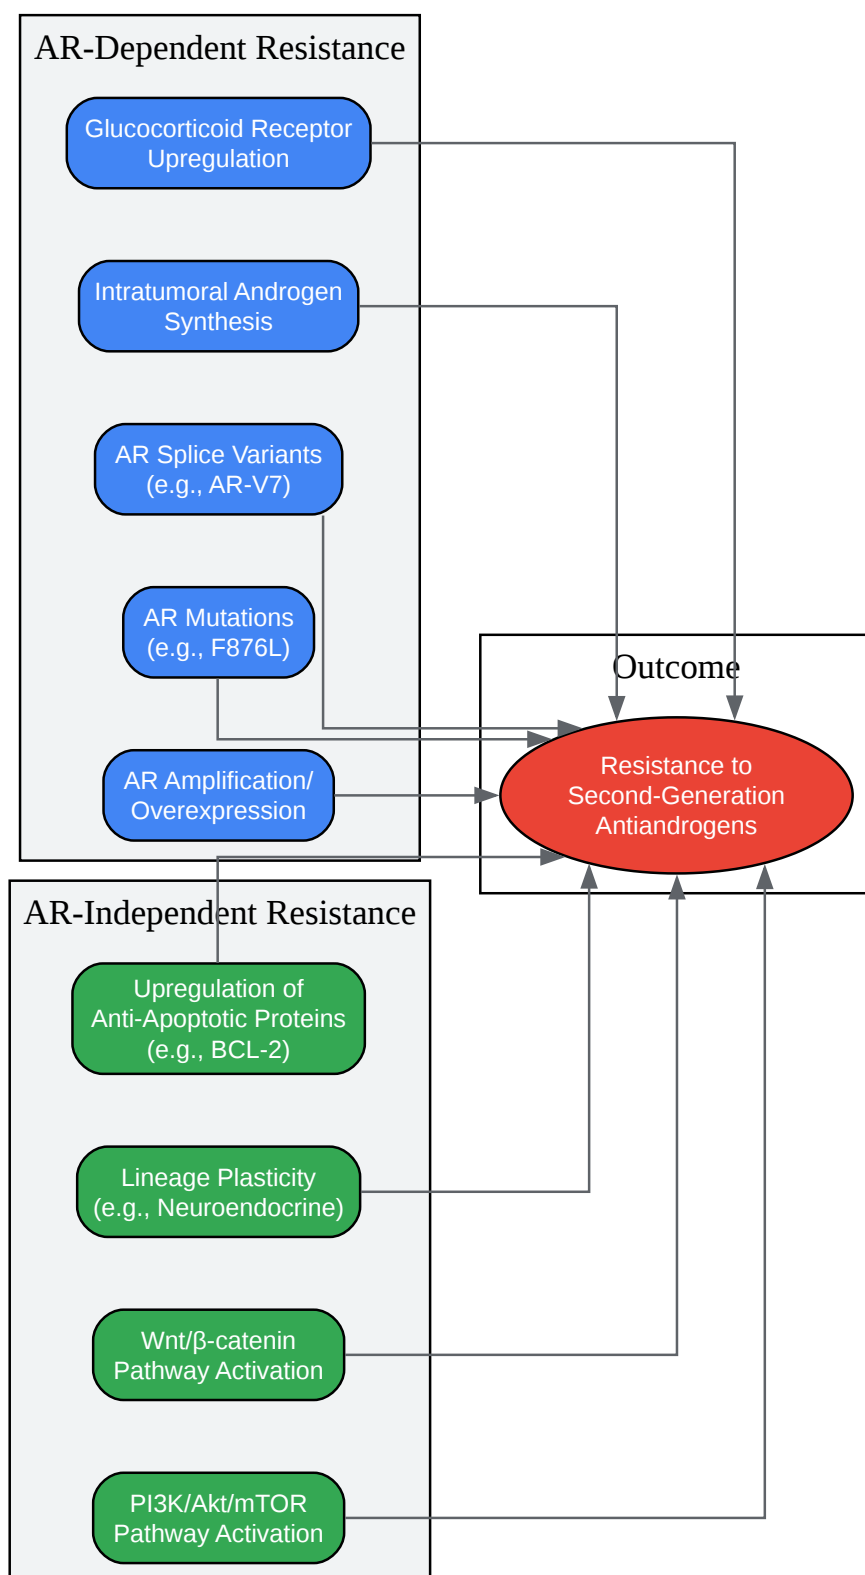 AR-Dependent Resistance
Glucocorticoid Receptor
Upregulation
Intratumoral Androgen
Synthesis
AR Splice Variants
(e.g., AR-V7)
AR Mutations
(e.g., F876L)
AR Amplification/
Overexpression
Outcome
Resistance to
Second-Generation
Antiandrogens
AR-Independent Resistance
Upregulation of
Anti-Apoptotic Proteins
(e.g., BCL-2)
Lineage Plasticity
(e.g., Neuroendocrine)
Wnt/β-catenin
Pathway Activation
PI3K/Akt/mTOR
Pathway Activation